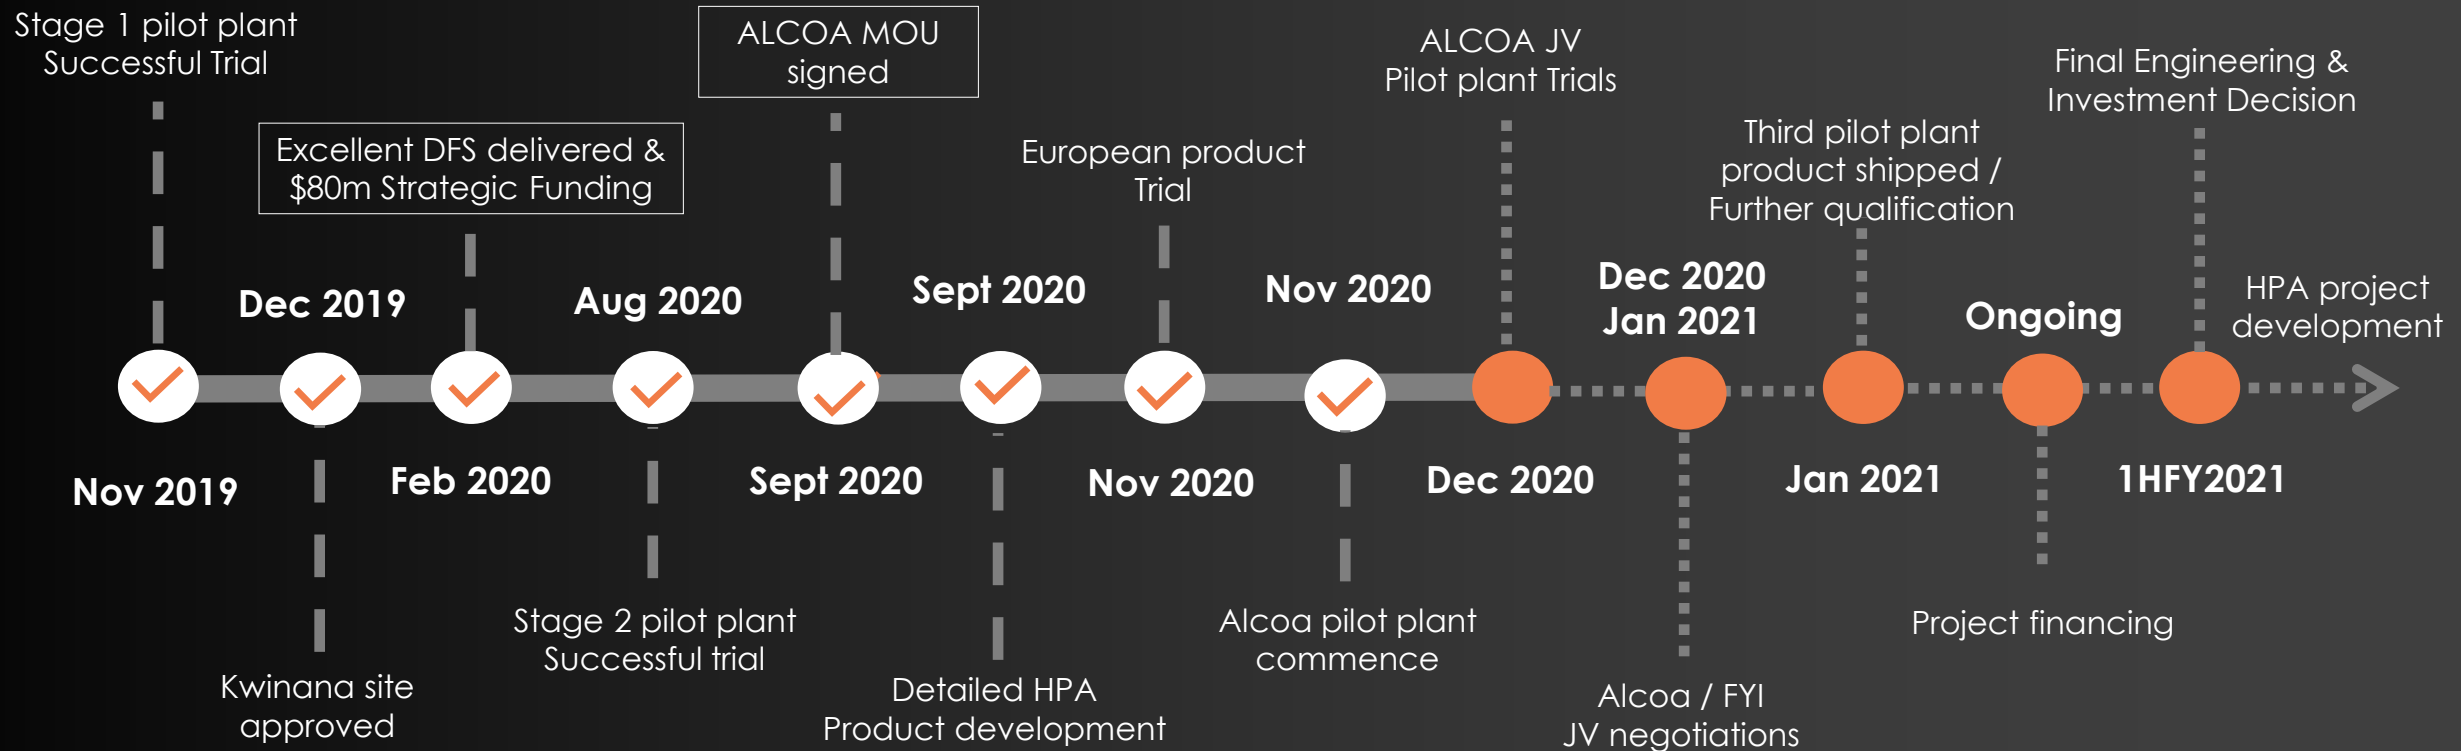 Stage 1 pilot plant
Successful Trial
Nov 2019
Dec 2019
Kwinana site
approved
Excellent DFS delivered &
$80m Strategic Funding
Feb 2020
Aug 2020
Stage 2 pilot plant
Successful trial
ALCOA MOU
signed
Sept 2020
Sept 2020
Detailed HPA
Product development
European product
Trial
Nov 2020
Nov 2020
Alcoa pilot plant
commence
ALCOA JV
Pilot plant Trials
Dec 2020
Dec 2020
Jan 2021
Alcoa / FYI
JV negotiations
Third pilot plant
product shipped /
Further qualification
Jan 2021
Ongoing
Project financing
Final Engineering &
Investment Decision
1HFY2021
HPA project
development